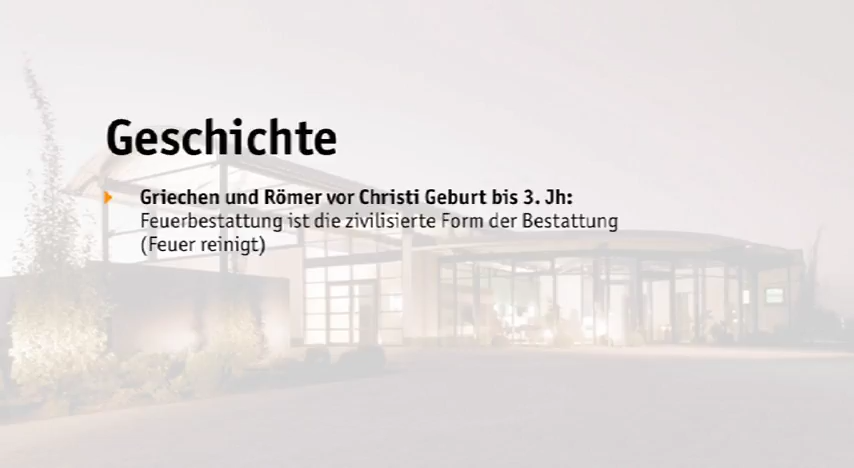 Geschichte
Griechen und Römer vor Christi Geburt bis 3. Jh:
Feuerbestattung ist die zivilisierte Form der Bestattung
(Feuer reinigt)